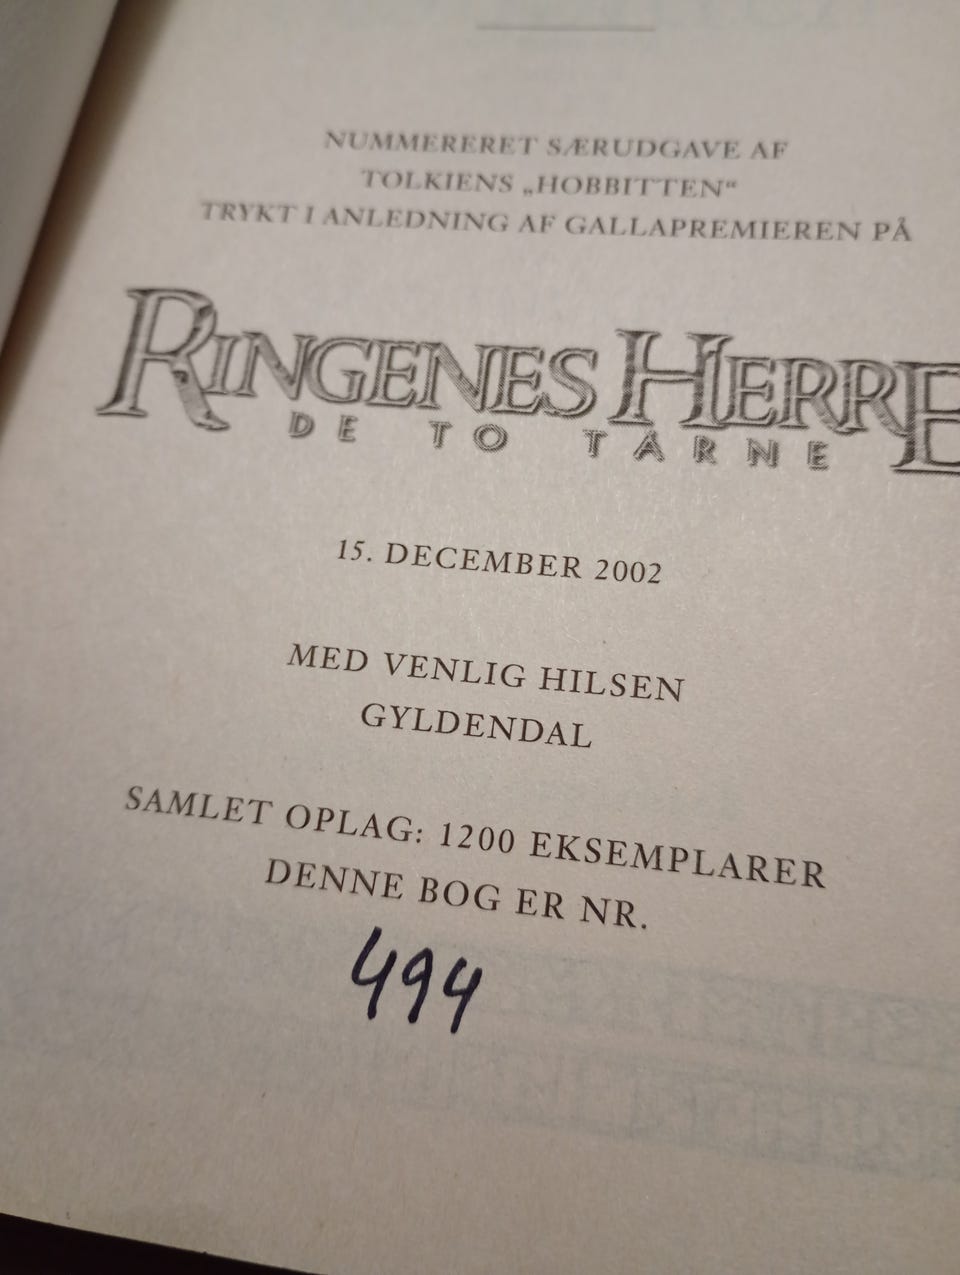 NUMMERERET SÆRUDGAVE AF
TOLKIENS „HOBBITTEN“
TRYKT I ANLEDNING AF GALLAPREMIEREN PÅ
RINGENES HERRE
DE TO TÅRNE
15. DECEMBER 2002
MED VENLIG HILSEN
GYLDENDAL
SAMLET OPLAG: 1200 EKSEMPLARER
DENNE BOG ER NR.
494